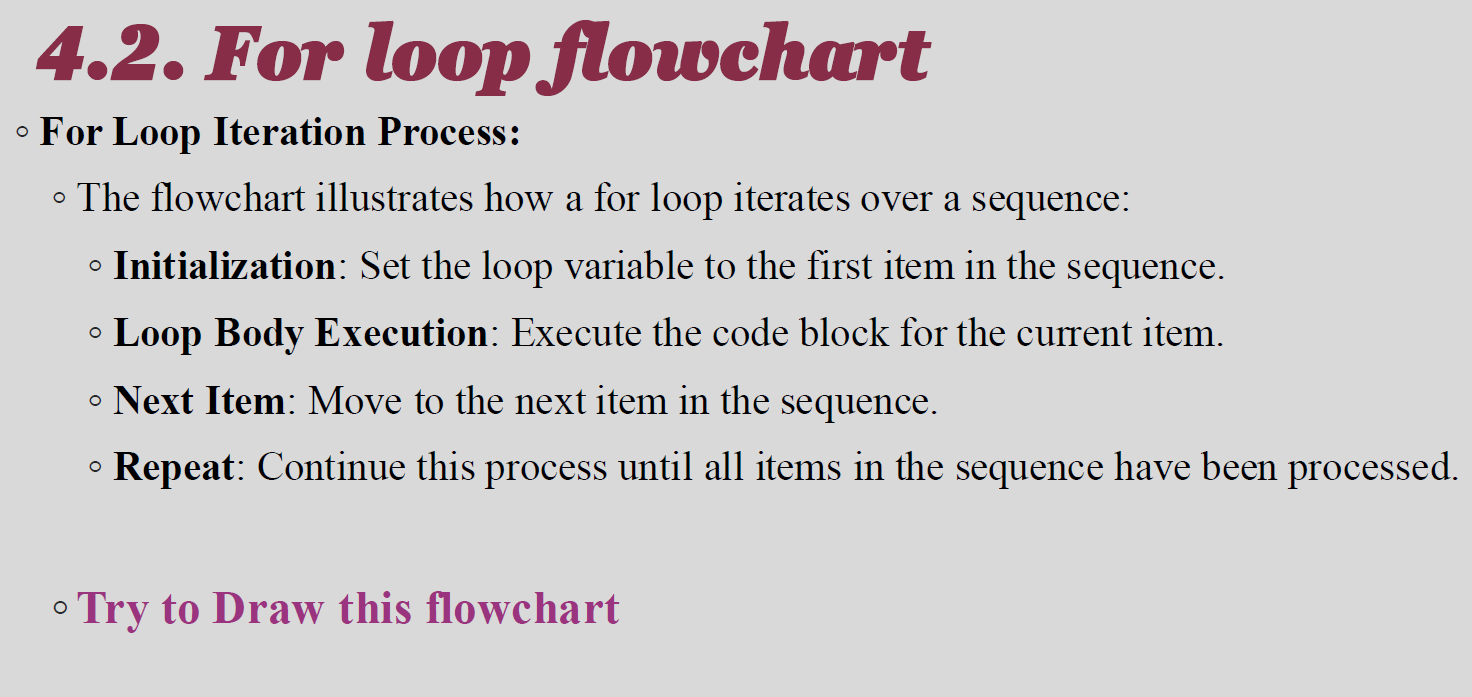 4.2. For loop flowchart
◦ For Loop Iteration Process:
◦ The flowchart illustrates how a for loop iterates over a sequence:
◦ Initialization: Set the loop variable to the first item in the sequence.
◦ Loop Body Execution: Execute the code block for the current item.
◦ Next Item: Move to the next item in the sequence.
◦ Repeat: Continue this process until all items in the sequence have been processed.
◦ Try to Draw this flowchart